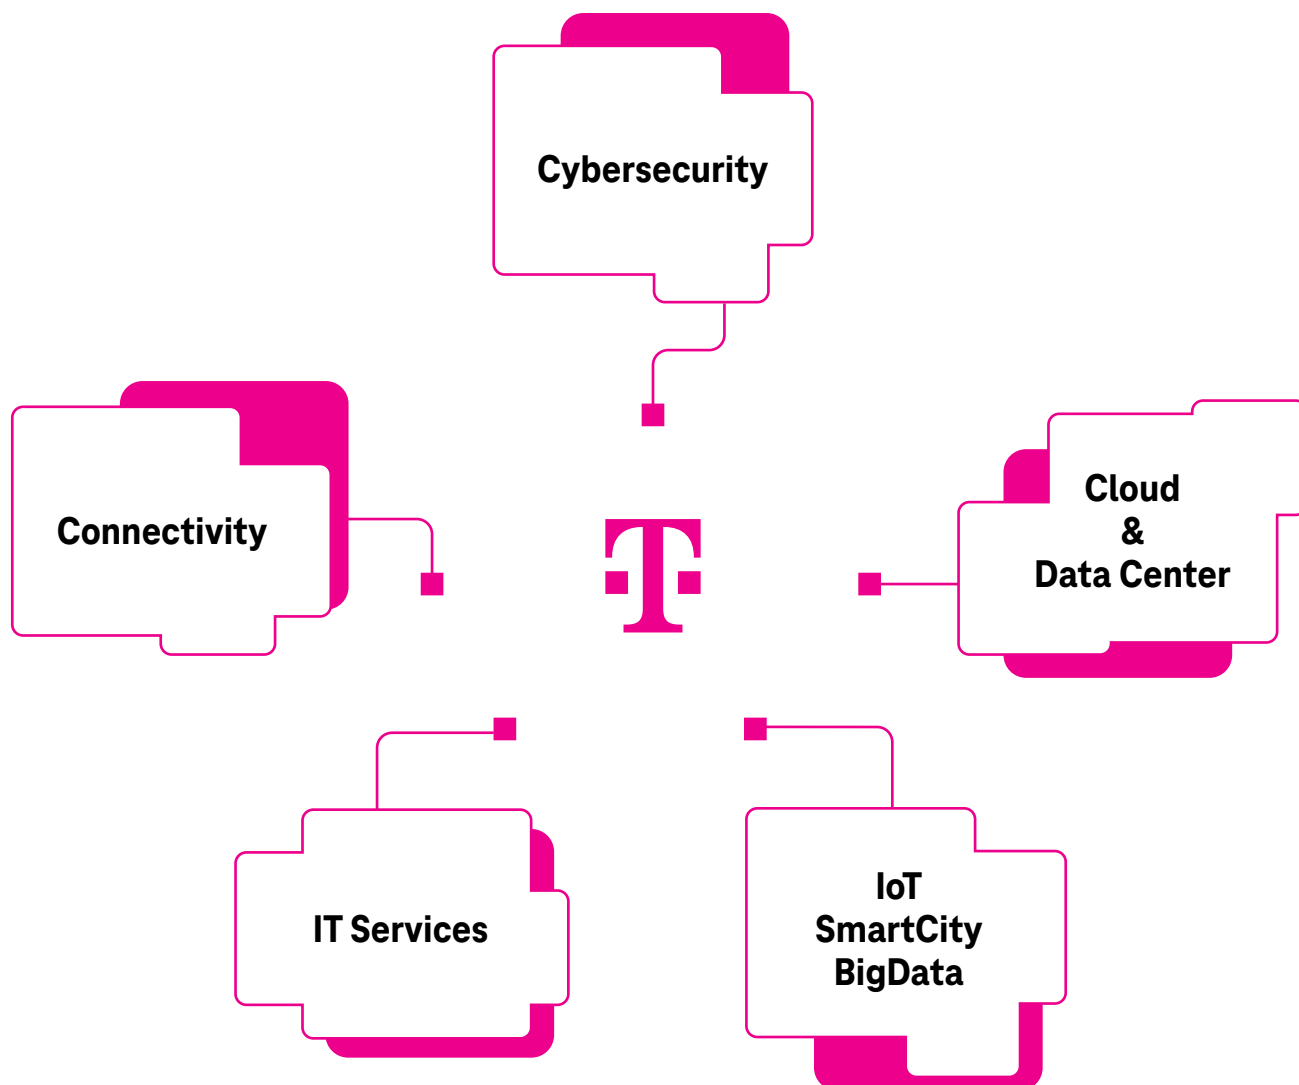 Cybersecurity
Connectivity
Cloud
&
Data Center
T
IT Services
IoT
SmartCity
BigData